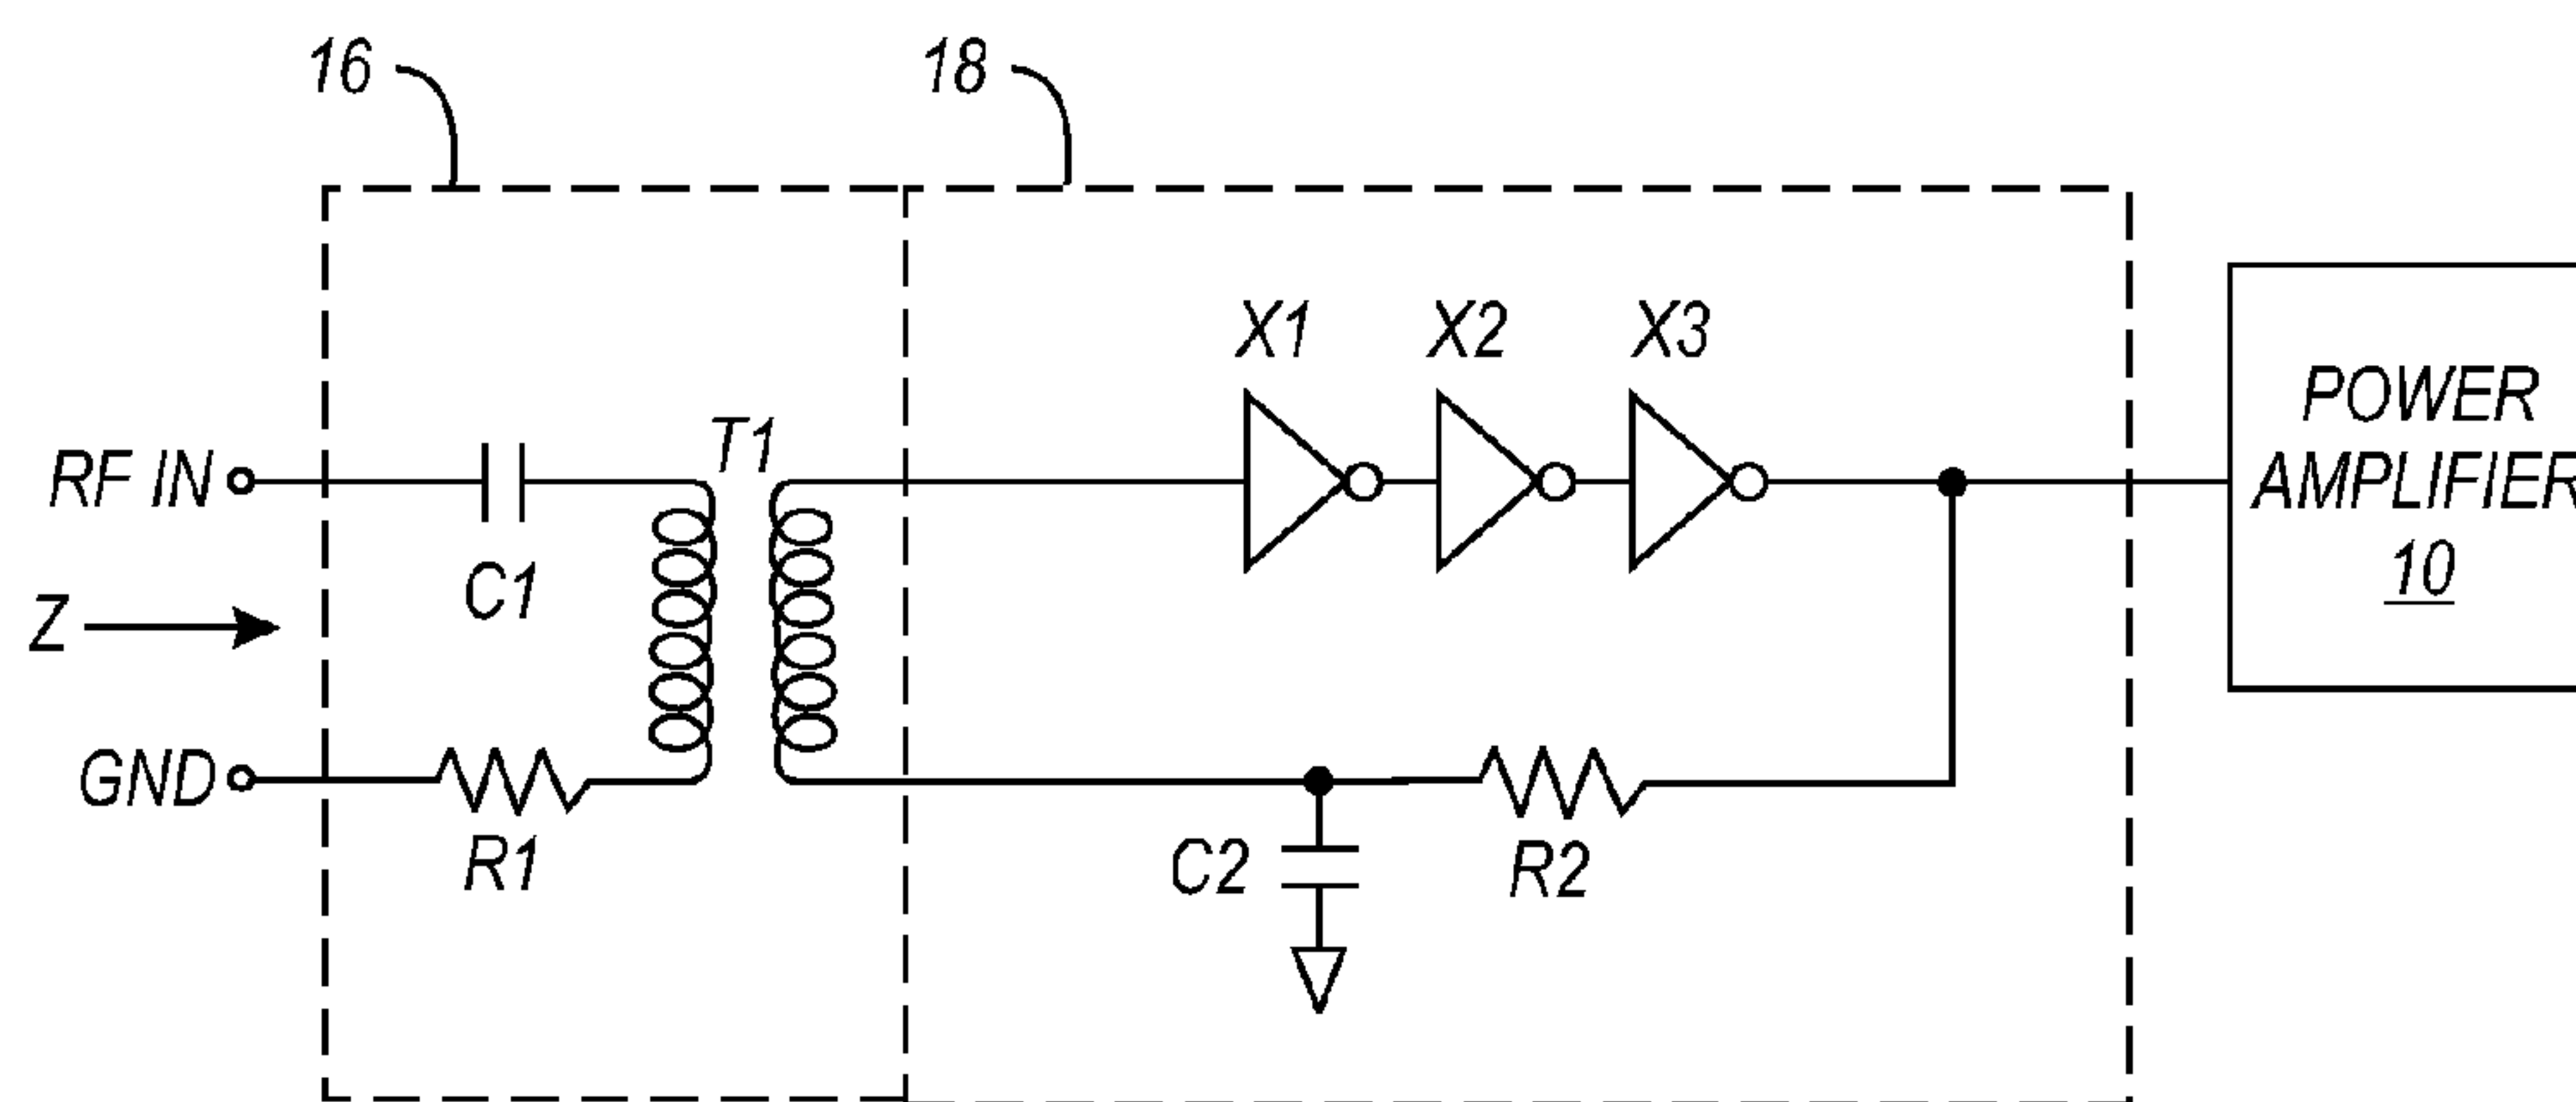 16
18
X1
X2
X3
T1
RF IN
C1
Z
GND
R1
C2
R2
POWER
AMPLIFIER
10